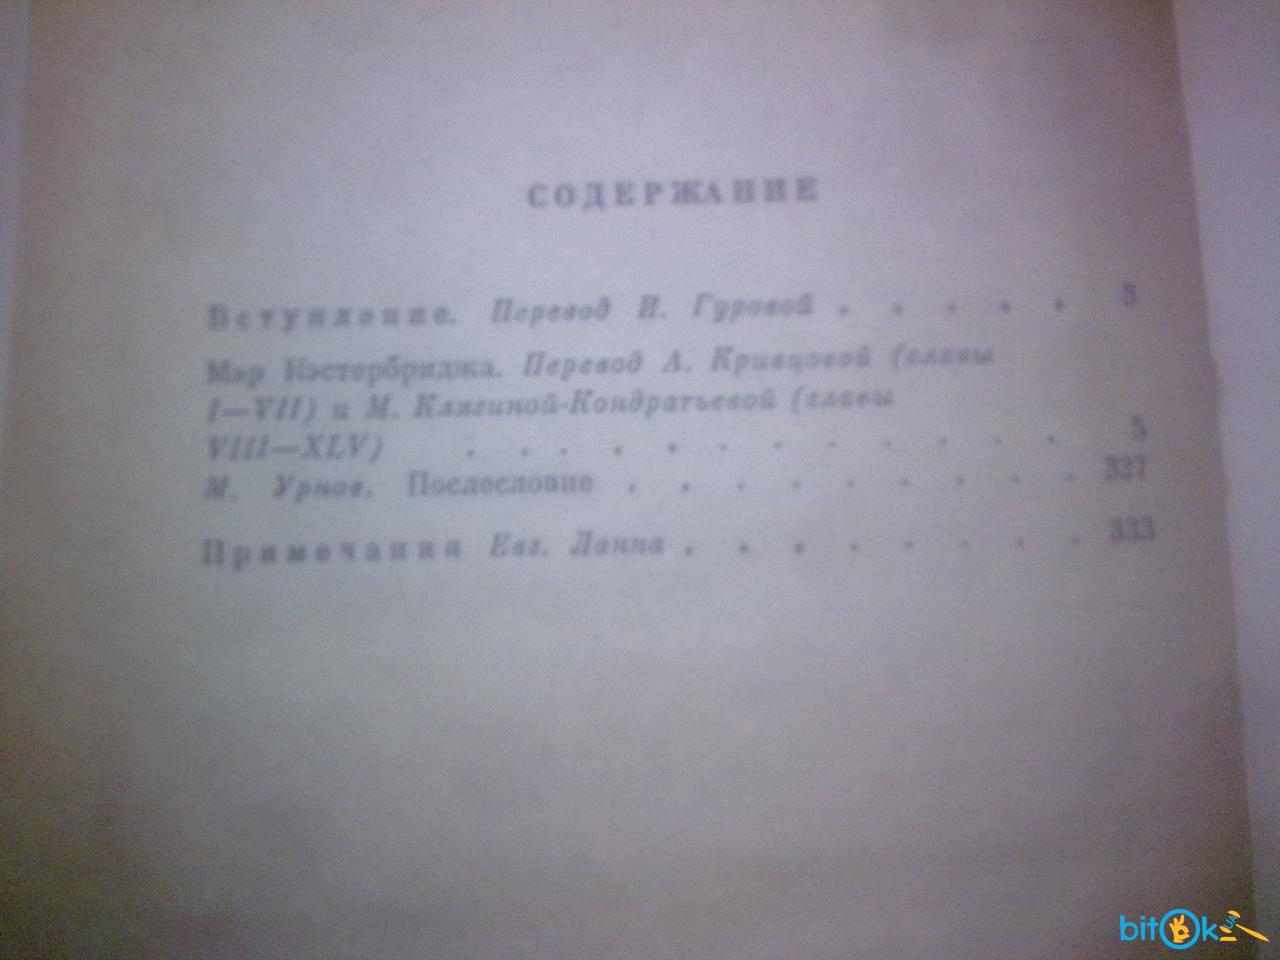 СОДЕРЖАНИЕ
Вступление. Перевод И. Гуровой . . . . . 3
Мэр Кэстербриджа. Перевод А. Кривцовой (главы
I—VII) и М. Клягиной-Кондратьевой (главы
VIII—XLV) . . . . . . . . . . . . 5
М. Урнов. Послесловие . . . . . . . . . 327
Примечания Евг. Ланна . . . . . . . . 333
bitOk.ua